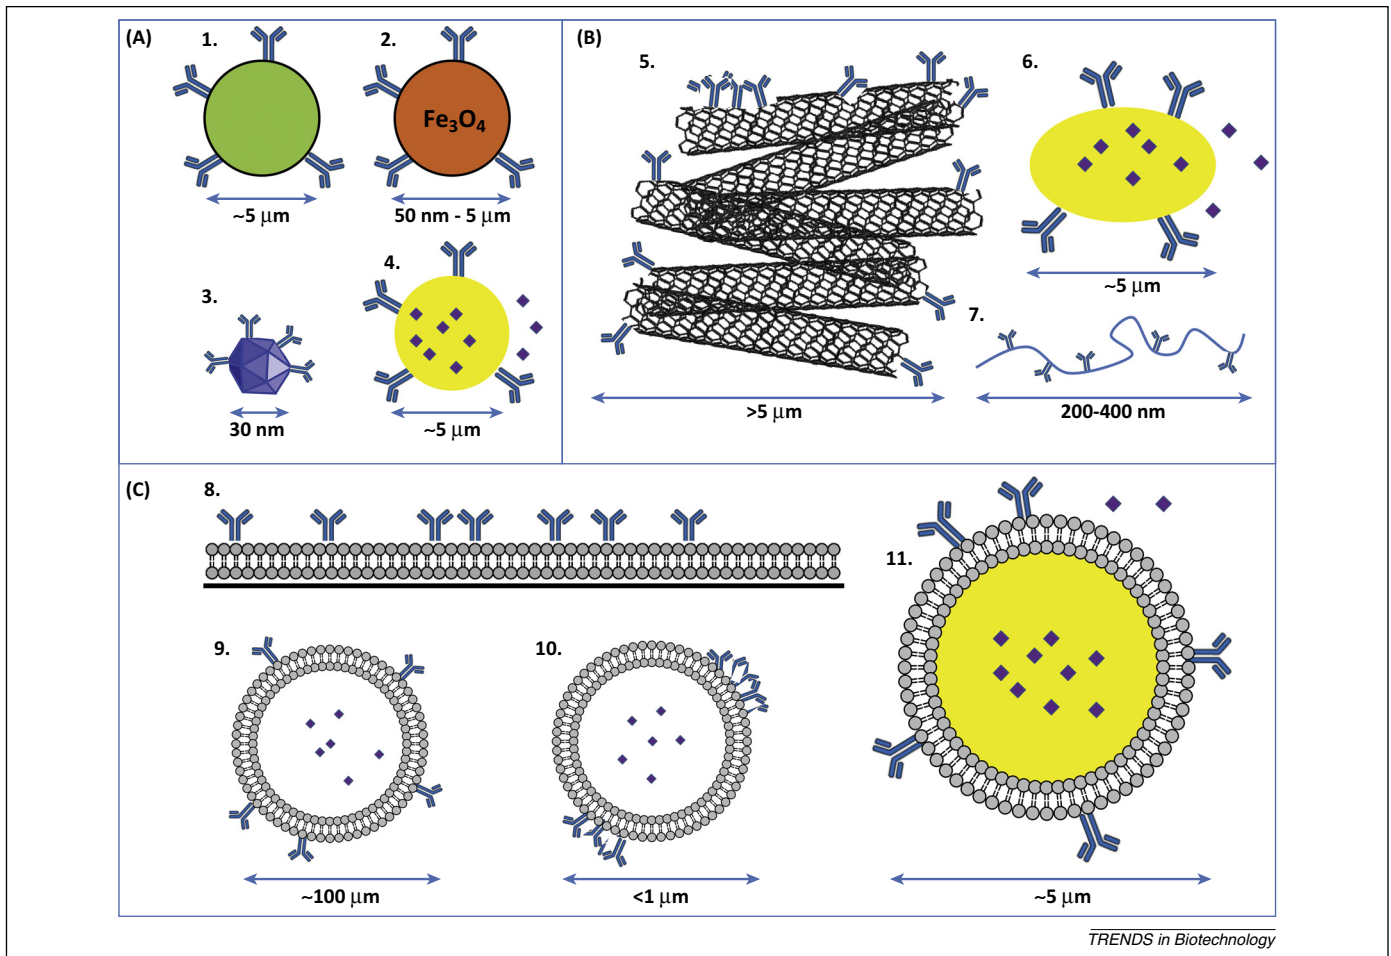 (A)
1.
2.
Fe₃O₄
~5 μm
50 nm - 5 μm
3.
4.
30 nm
~5 μm
(B)
5.
6.
~5 μm
7.
>5 μm
200-400 nm
(C)
8.
11.
9.
10.
~100 μm
<1 μm
~5 μm
TRENDS in Biotechnology